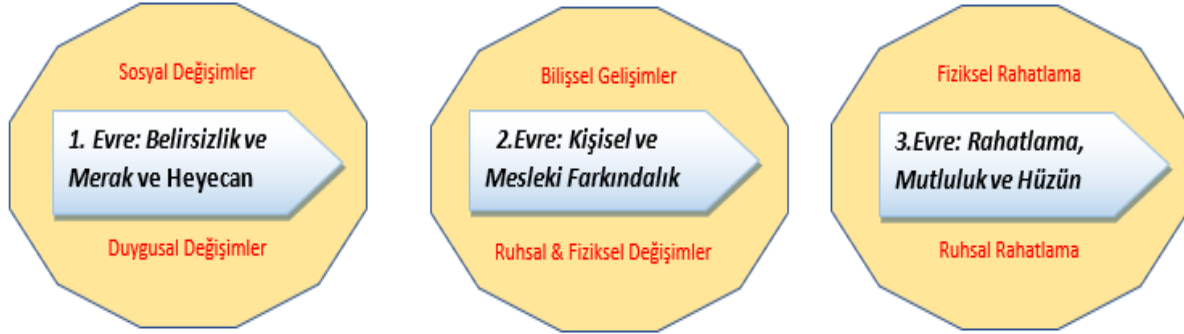 Sosyal Değişimler
1. Evre: Belirsizlik ve
Merak ve Heyecan
Duygusal Değişimler
Bilişsel Gelişimler
2.Evre: Kişisel ve
Mesleki Farkındalık
Ruhsal & Fiziksel Değişimler
Fiziksel Rahatlama
3.Evre: Rahatlama,
Mutluluk ve Hüzün
Ruhsal Rahatlama